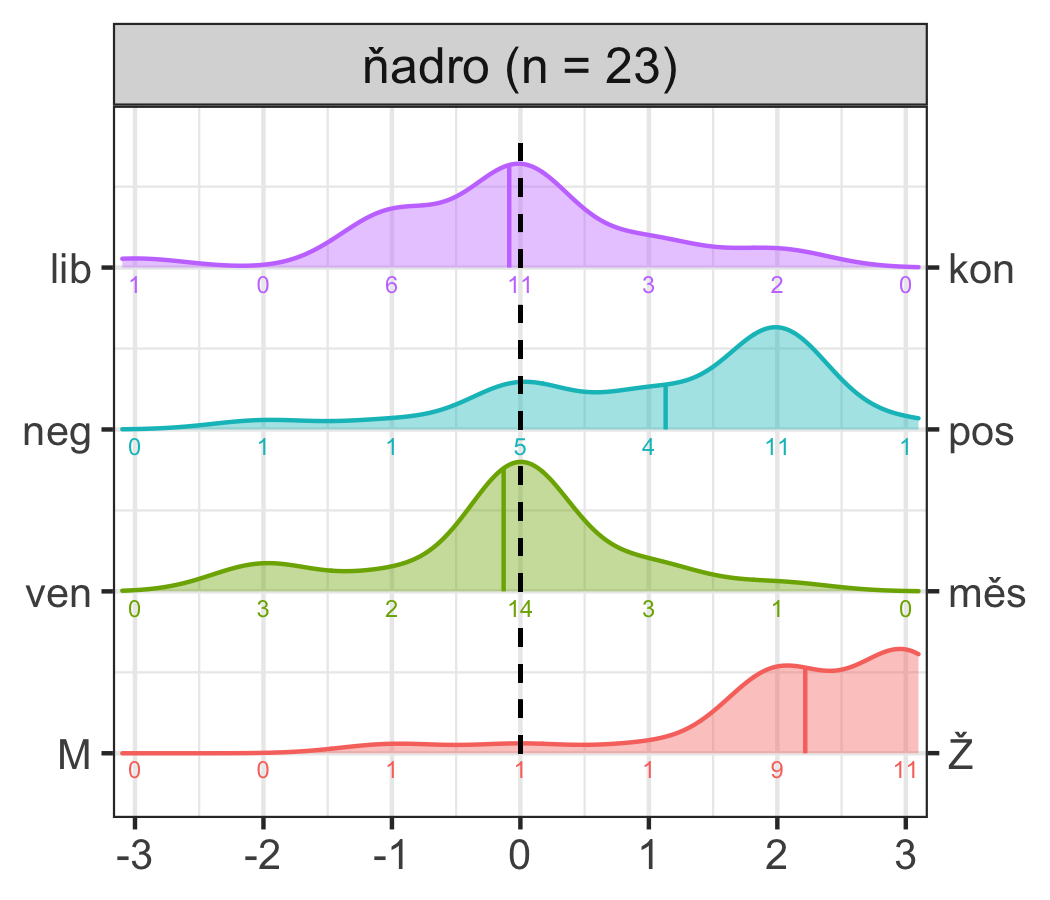 ňadro (n = 23)
lib kon
1 0 6 11 3 2 0
neg pos
0 1 1 5 4 11 1
ven měs
0 3 2 14 3 1 0
M Ž
0 0 1 1 1 9 11
-3 -2 -1 0 1 2 3